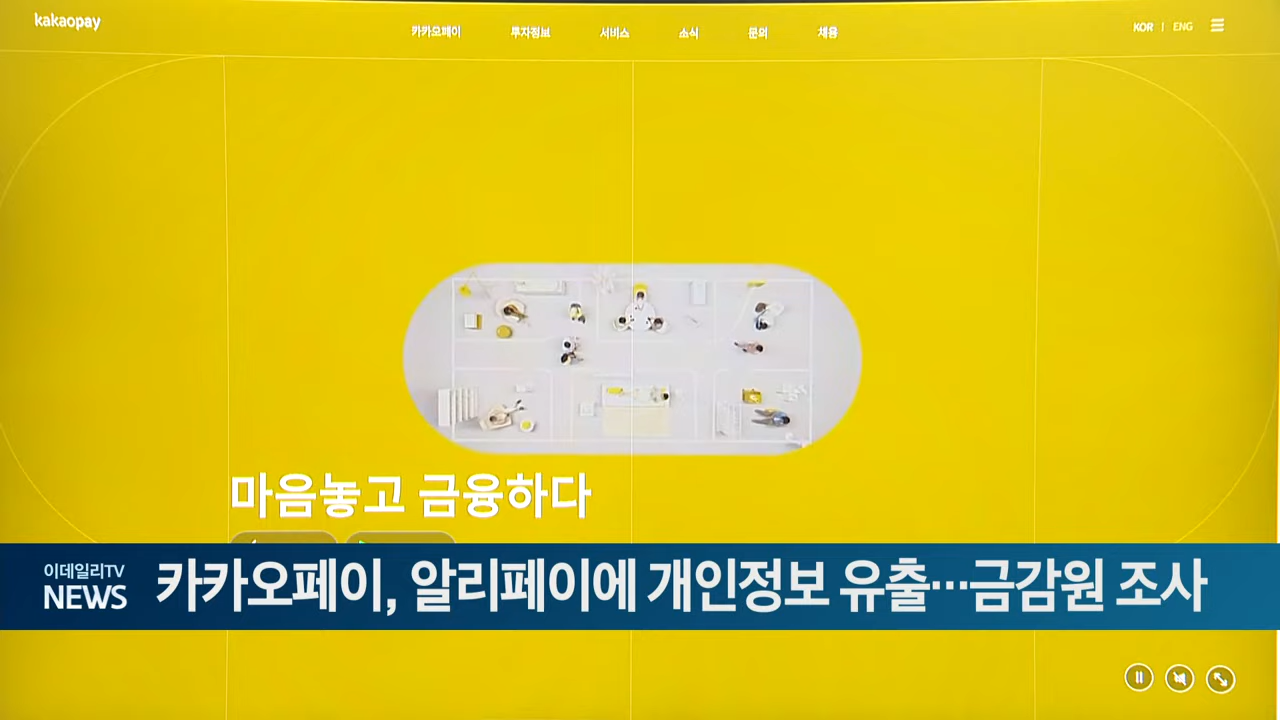 kakaopay
카카오페이 투자정보 서비스 소식 문의 채용
KOR | ENG
마음놓고 금융하다
이데일리TV
NEWS
카카오페이, 알리페이에 개인정보 유출…금감원 조사